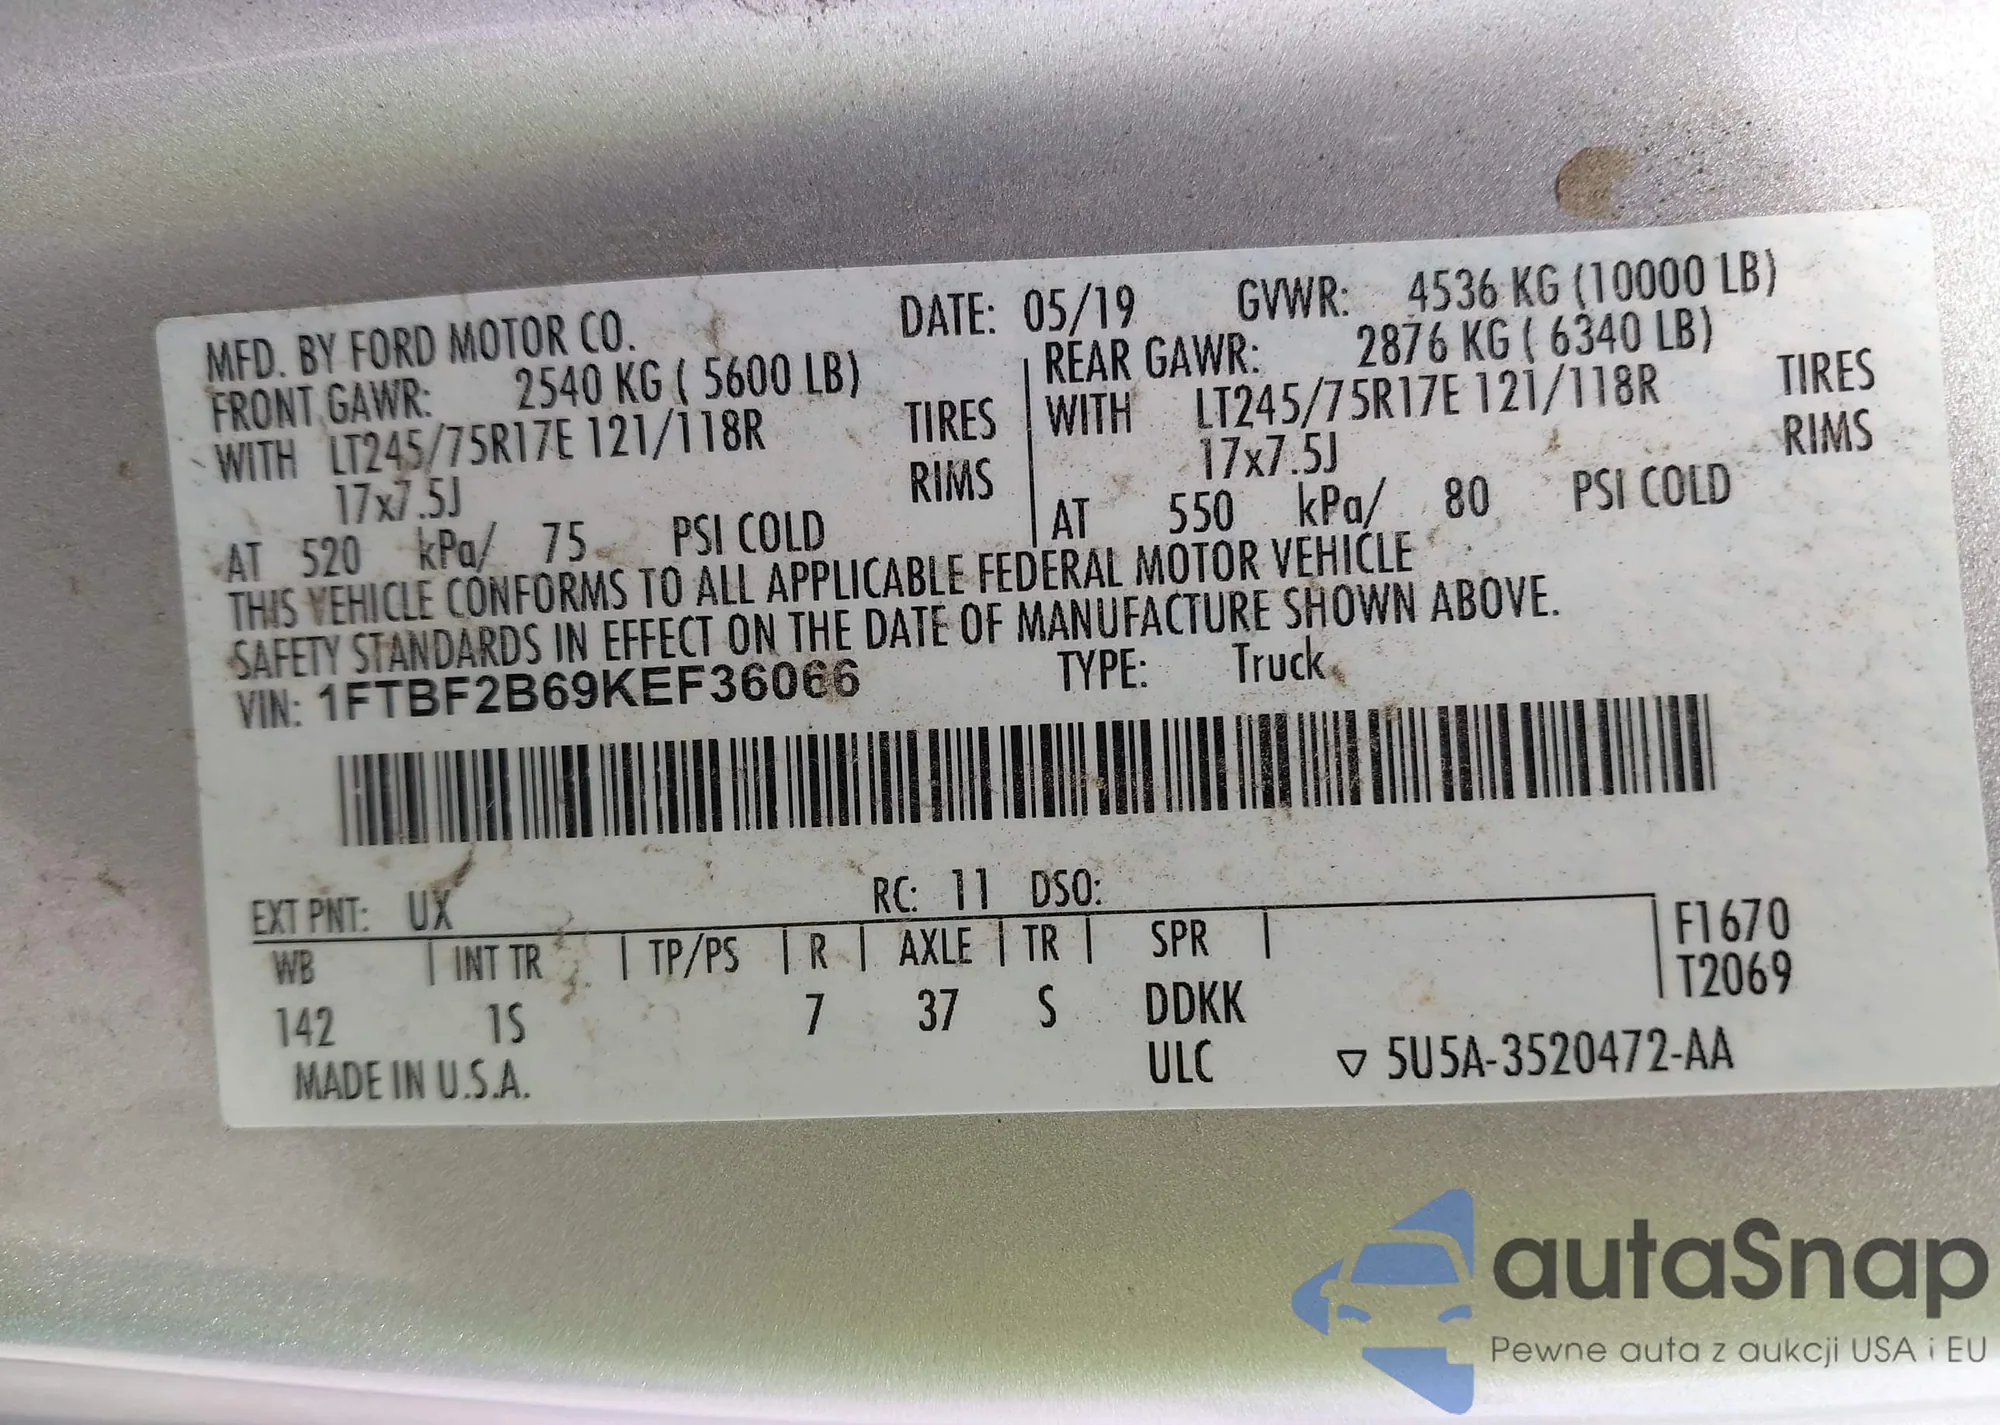 MFD. BY FORD MOTOR CO. DATE: 05/19 GVWR: 4536 KG (10000 LB)
FRONT GAWR: 2540 KG ( 5600 LB) REAR GAWR: 2876 KG ( 6340 LB)
WITH LT245/75R17E 121/118R TIRES WITH LT245/75R17E 121/118R TIRES
17x7.5J RIMS 17x7.5J RIMS
AT 520 kPa/ 75 PSI COLD AT 550 kPa/ 80 PSI COLD
THIS VEHICLE CONFORMS TO ALL APPLICABLE FEDERAL MOTOR VEHICLE
SAFETY STANDARDS IN EFFECT ON THE DATE OF MANUFACTURE SHOWN ABOVE.
VIN: 1FTBF2B69KEF36066 TYPE: Truck
EXT PNT: UX RC: 11 DSO:
WB INT TR TP/PS R AXLE TR SPR F1670
T2069
142 1S 7 37 S DDKK
MADE IN U.S.A. ULC ▽ 5U5A-3520472-AA
autaSnap
Pewne auta z aukcji USA i EU